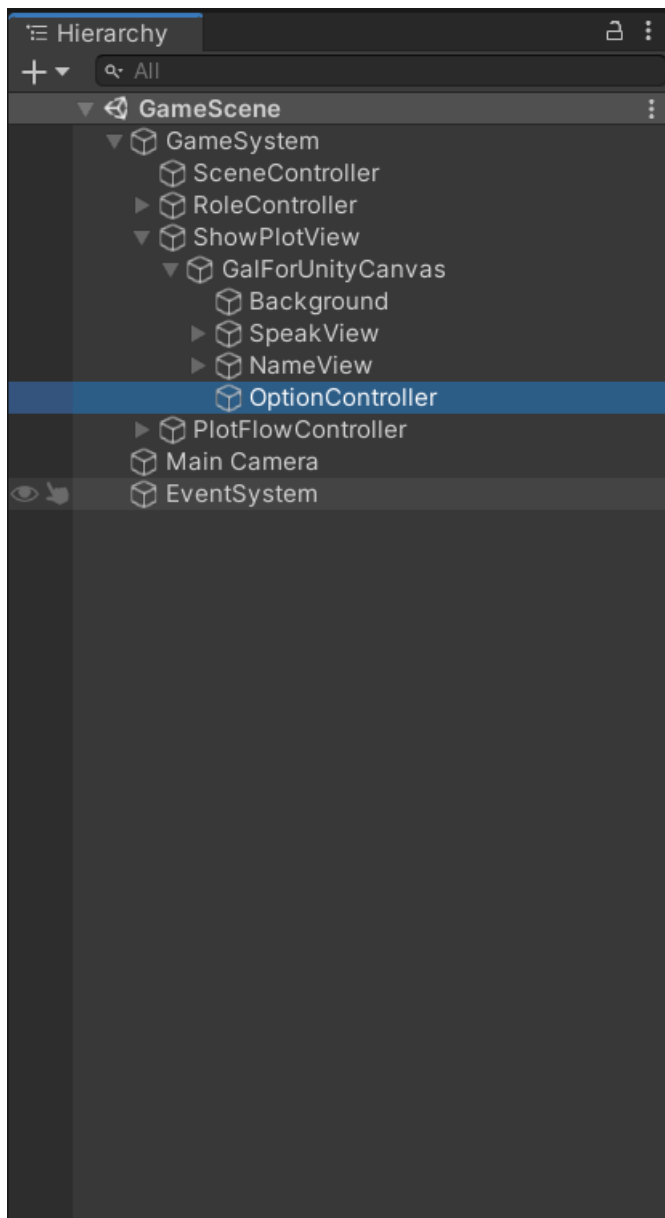 Hierarchy
All
GameScene
GameSystem
SceneController
RoleController
ShowPlotView
GalForUnityCanvas
Background
SpeakView
NameView
OptionController
PlotFlowController
Main Camera
EventSystem